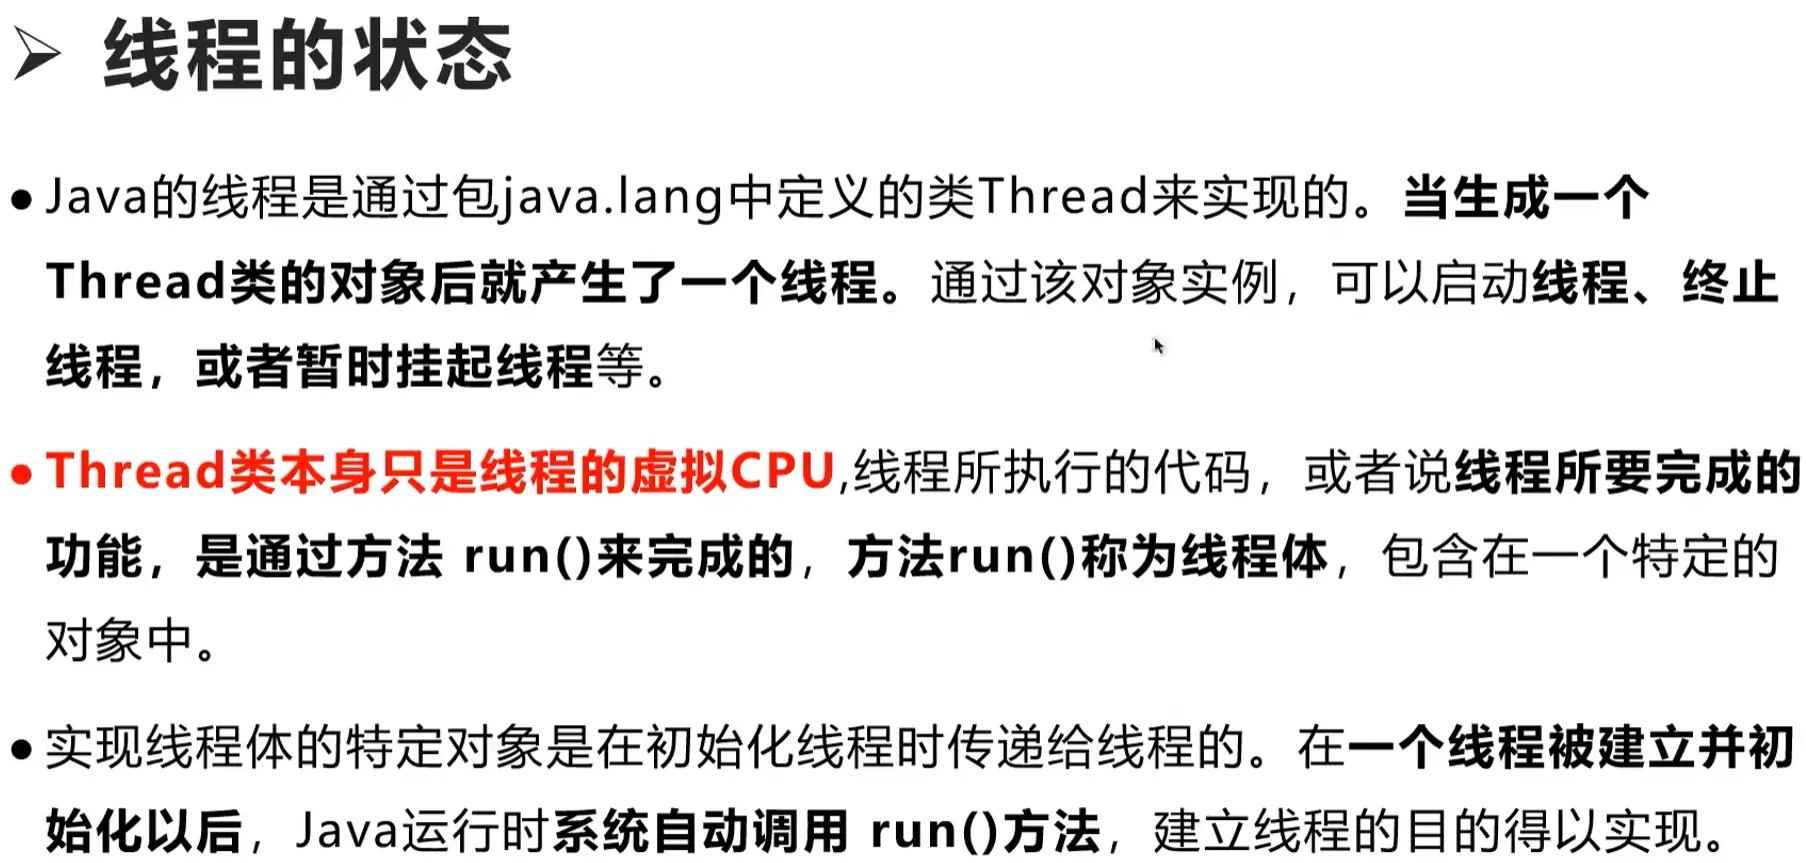 ➢ 线程的状态
●Java的线程是通过包java.lang中定义的类Thread来实现的。当生成一个
Thread类的对象后就产生了一个线程。通过该对象实例，可以启动线程、终止
线程，或者暂时挂起线程等。
●Thread类本身只是线程的虚拟CPU,线程所执行的代码，或者说线程所要完成的
功能，是通过方法 run()来完成的，方法run()称为线程体，包含在一个特定的
对象中。
●实现线程体的特定对象是在初始化线程时传递给线程的。在一个线程被建立并初
始化以后，Java运行时系统自动调用 run()方法，建立线程的目的得以实现。